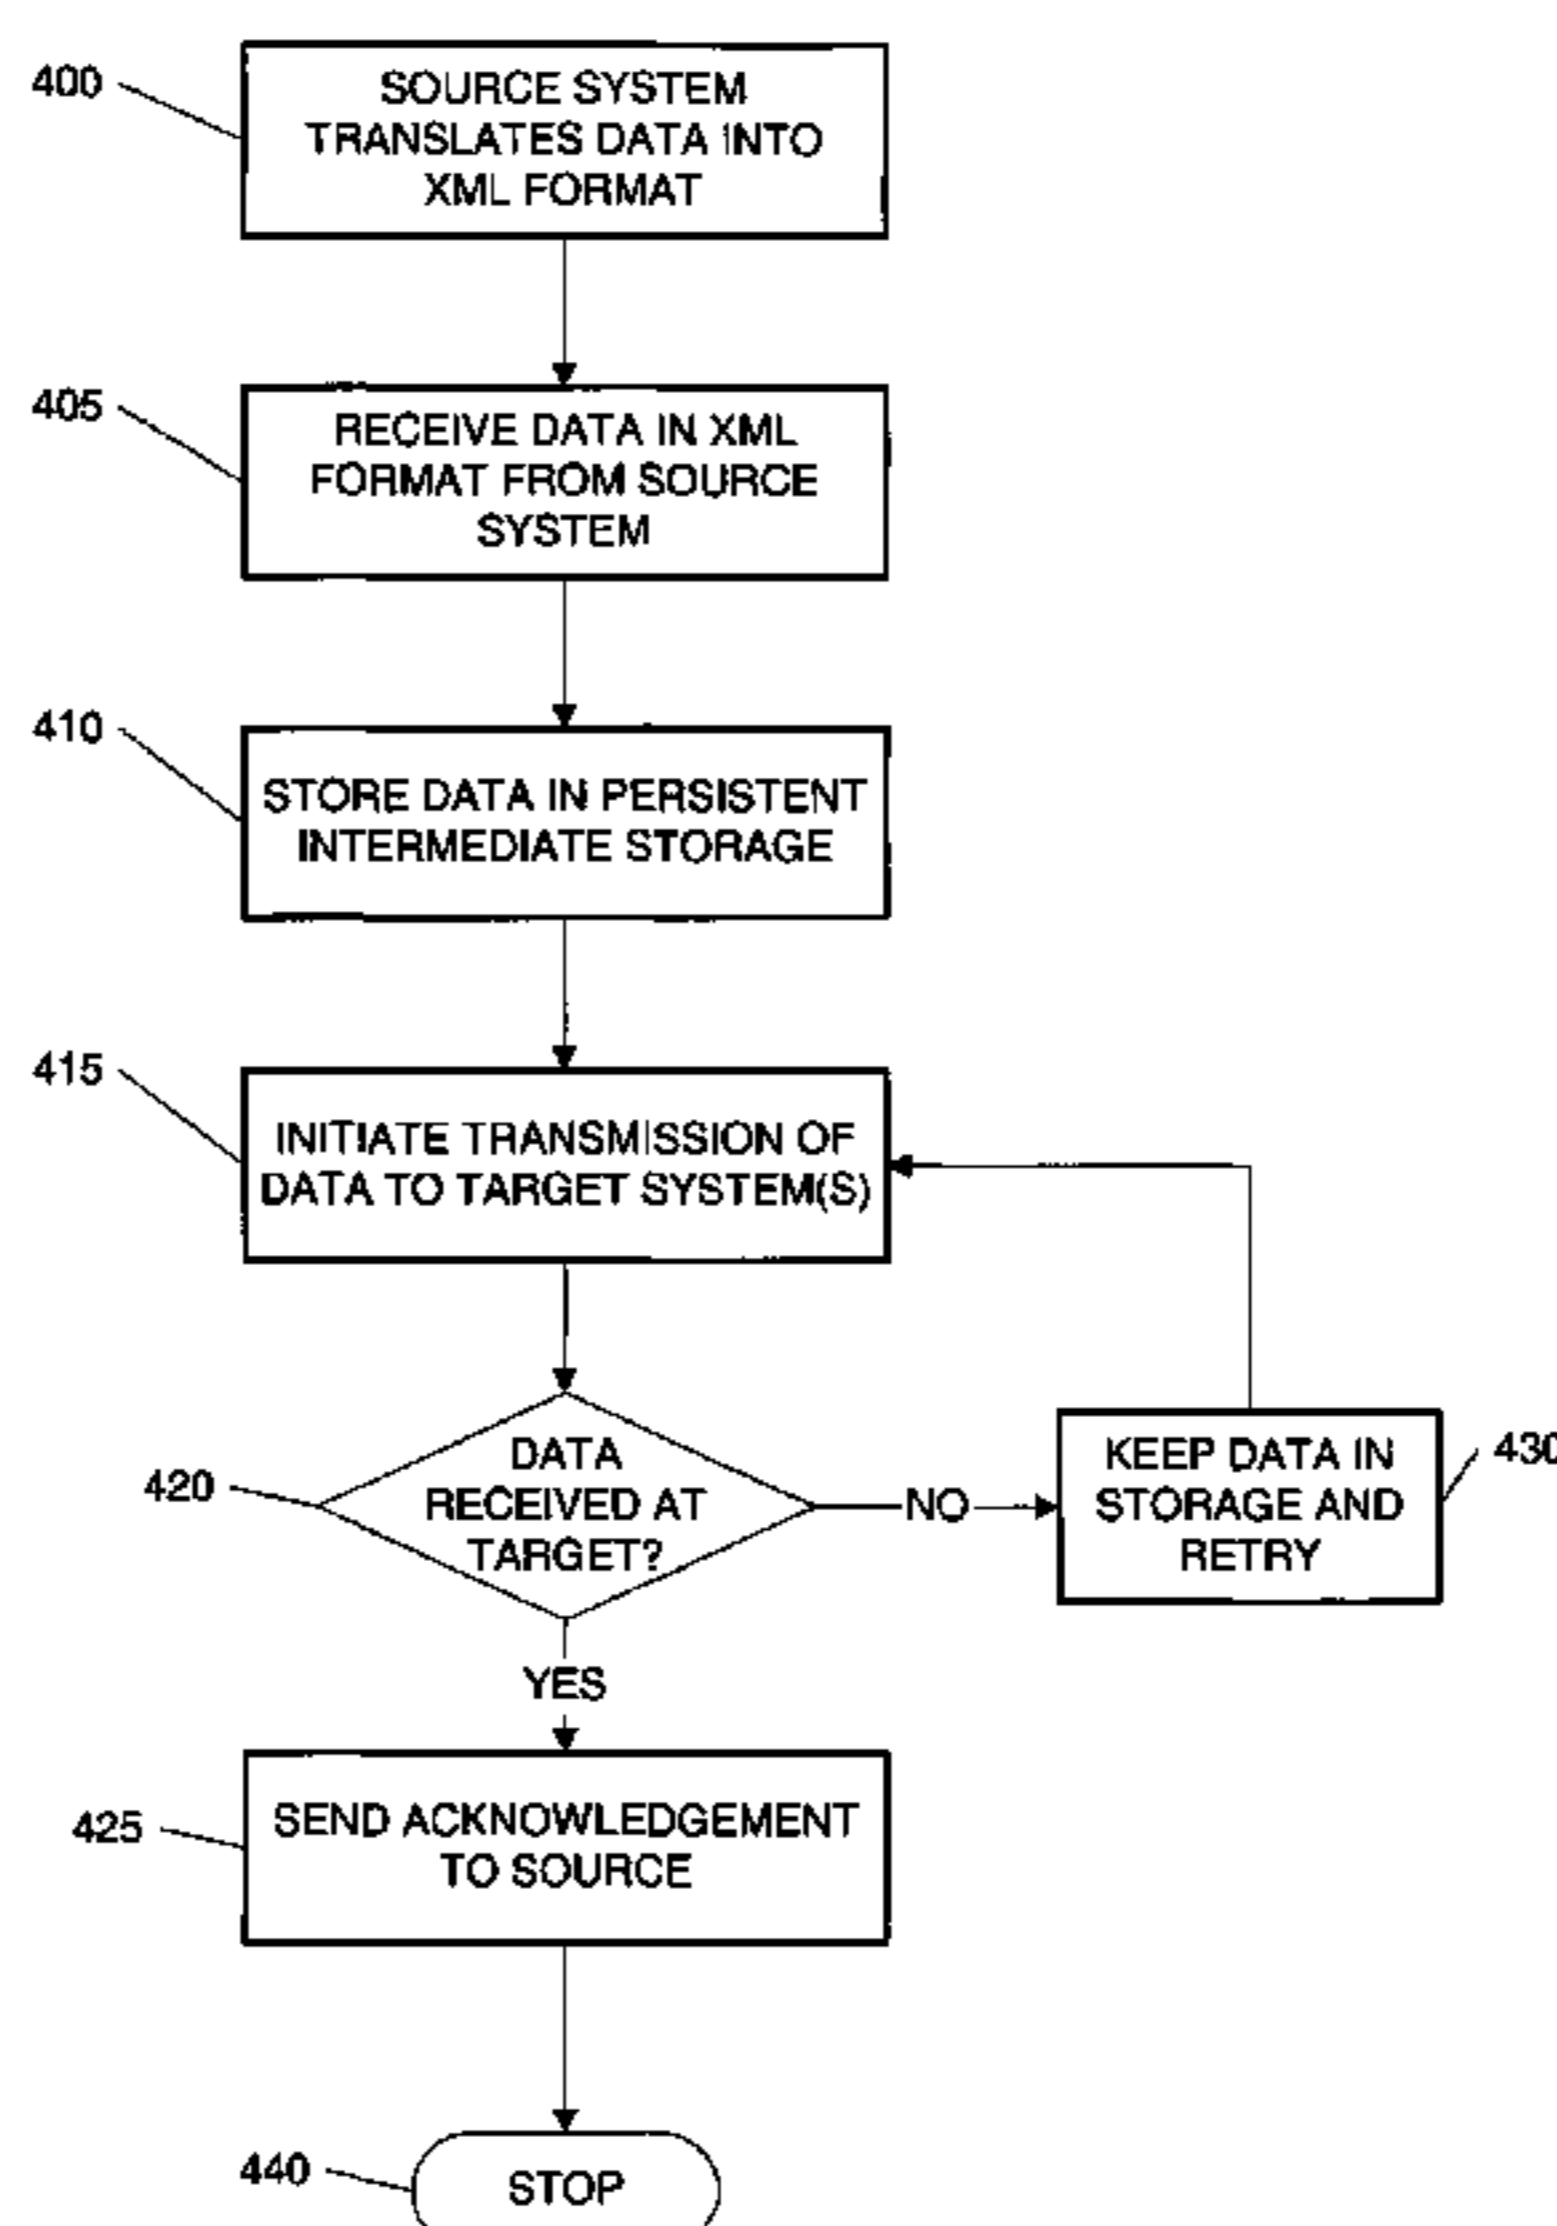 400
SOURCE SYSTEM
TRANSLATES DATA INTO
XML FORMAT
405
RECEIVE DATA IN XML
FORMAT FROM SOURCE
SYSTEM
410
STORE DATA IN PERSISTENT
INTERMEDIATE STORAGE
415
INITIATE TRANSMISSION OF
DATA TO TARGET SYSTEM(S)
420
DATA
RECEIVED AT
TARGET?
NO
KEEP DATA IN
STORAGE AND
RETRY
430
YES
425
SEND ACKNOWLEDGEMENT
TO SOURCE
440
STOP